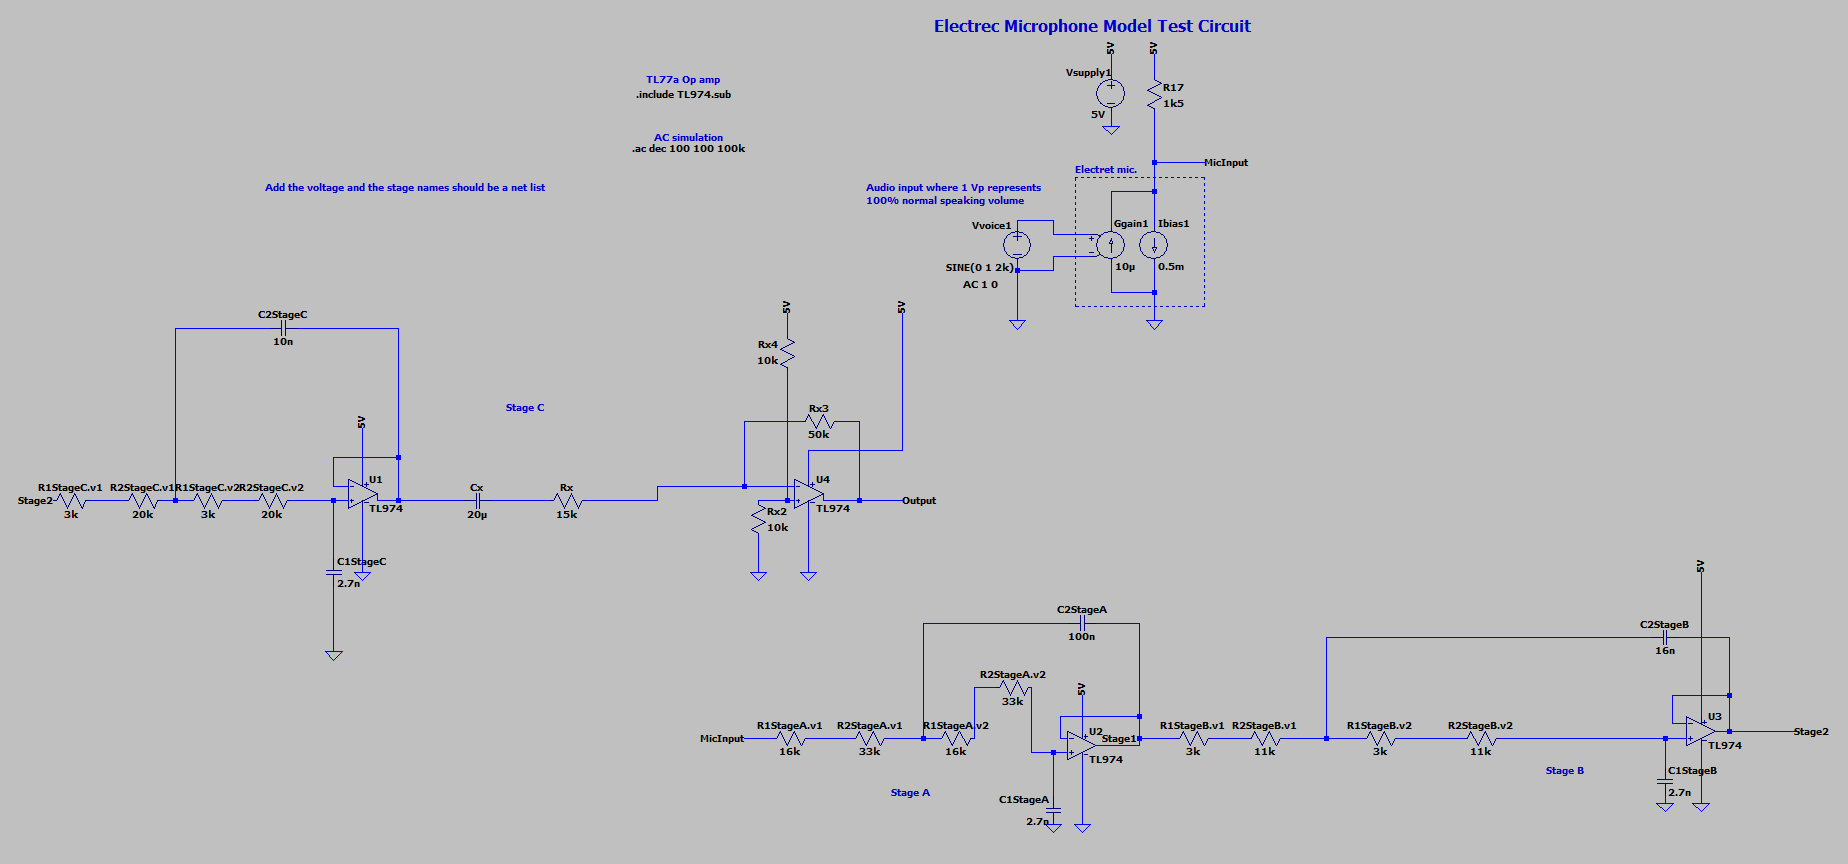 Electrec Microphone Model Test Circuit
TL77a Op amp
.include TL974.sub
AC simulation
.ac dec 100 100 100k
Add the voltage and the stage names should be a net list
5V
5V
Vsupply1
5V
R17
1k5
MicInput
Electret mic.
Audio input where 1 Vp represents
100% normal speaking volume
Vvoice1
SINE(0 1 2k)
AC 1 0
Ggain1
10µ
Ibias1
0.5m
C2StageC
10n
5V
5V
Rx4
10k
Stage C
Rx3
50k
5V
Stage2
R1StageC.v1
3k
R2StageC.v1
20k
R1StageC.v2
3k
R2StageC.v2
20k
U1
TL974
C1StageC
2.7n
Cx
20µ
Rx
15k
U4
TL974
Rx2
10k
Output
C2StageA
100n
R2StageA.v2
33k
5V
MicInput
R1StageA.v1
16k
R2StageA.v1
33k
R1StageA.v2
16k
U2
TL974
Stage1
C1StageA
2.7n
Stage A
R1StageB.v1
3k
R2StageB.v1
11k
R1StageB.v2
3k
R2StageB.v2
11k
5V
C2StageB
16n
U3
TL974
Stage2
C1StageB
2.7n
Stage B